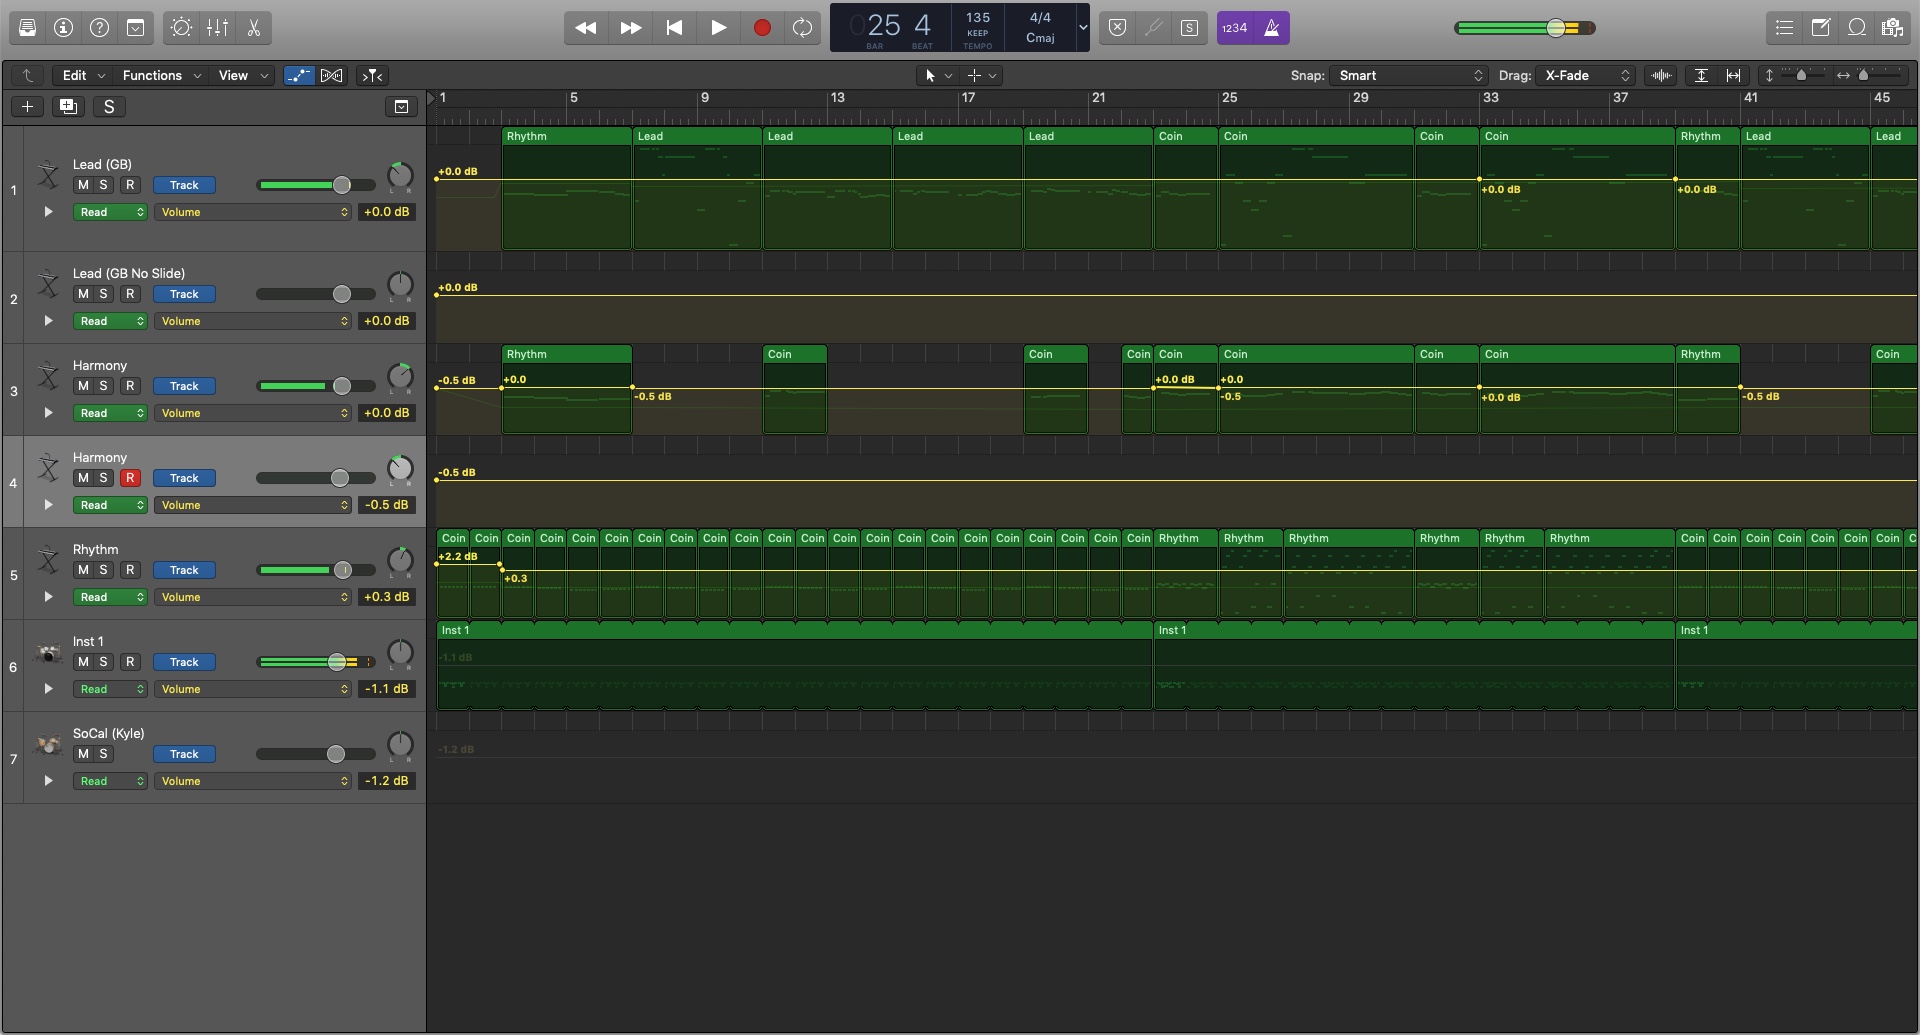 25 4 135 KEEP 4/4 Cmaj 1234
BAR BEAT TEMPO
Edit Functions View Snap: Smart Drag: X-Fade
S 1 5 9 13 17 21 25 29 33 37 41 45
Rhythm Lead Lead Lead Lead Coin Coin Coin Coin Rhythm Lead Lead
1 Lead (GB) +0.0 dB
M S R Track L R +0.0 dB +0.0 dB
Read Volume +0.0 dB
2 Lead (GB No Slide) +0.0 dB
M S R Track L R
Read Volume +0.0 dB
Rhythm Coin Coin Coin Coin Coin Coin Coin Rhythm Coin
3 Harmony -0.5 dB +0.0 -0.5 dB +0.0 dB +0.0 -0.5 +0.0 dB -0.5 dB
M S R Track L R
Read Volume +0.0 dB
4 Harmony -0.5 dB
M S R Track L R
Read Volume -0.5 dB
Coin Coin Coin Coin Coin Coin Coin Coin Coin Coin Coin Coin Coin Coin Coin Coin Coin Coin Coin Coin Coin Coin Rhythm Rhythm Rhythm Rhythm Rhythm Rhythm Coin Coin Coin Coin Coin Coin Coin C
5 Rhythm +2.2 dB +0.3
M S R Track L R
Read Volume +0.3 dB
6 Inst 1 Inst 1 Inst 1 Inst 1
M S R Track L R -1.1 dB
Read Volume -1.1 dB
7 SoCal (Kyle) -1.2 dB
M S Track L R
Read Volume -1.2 dB